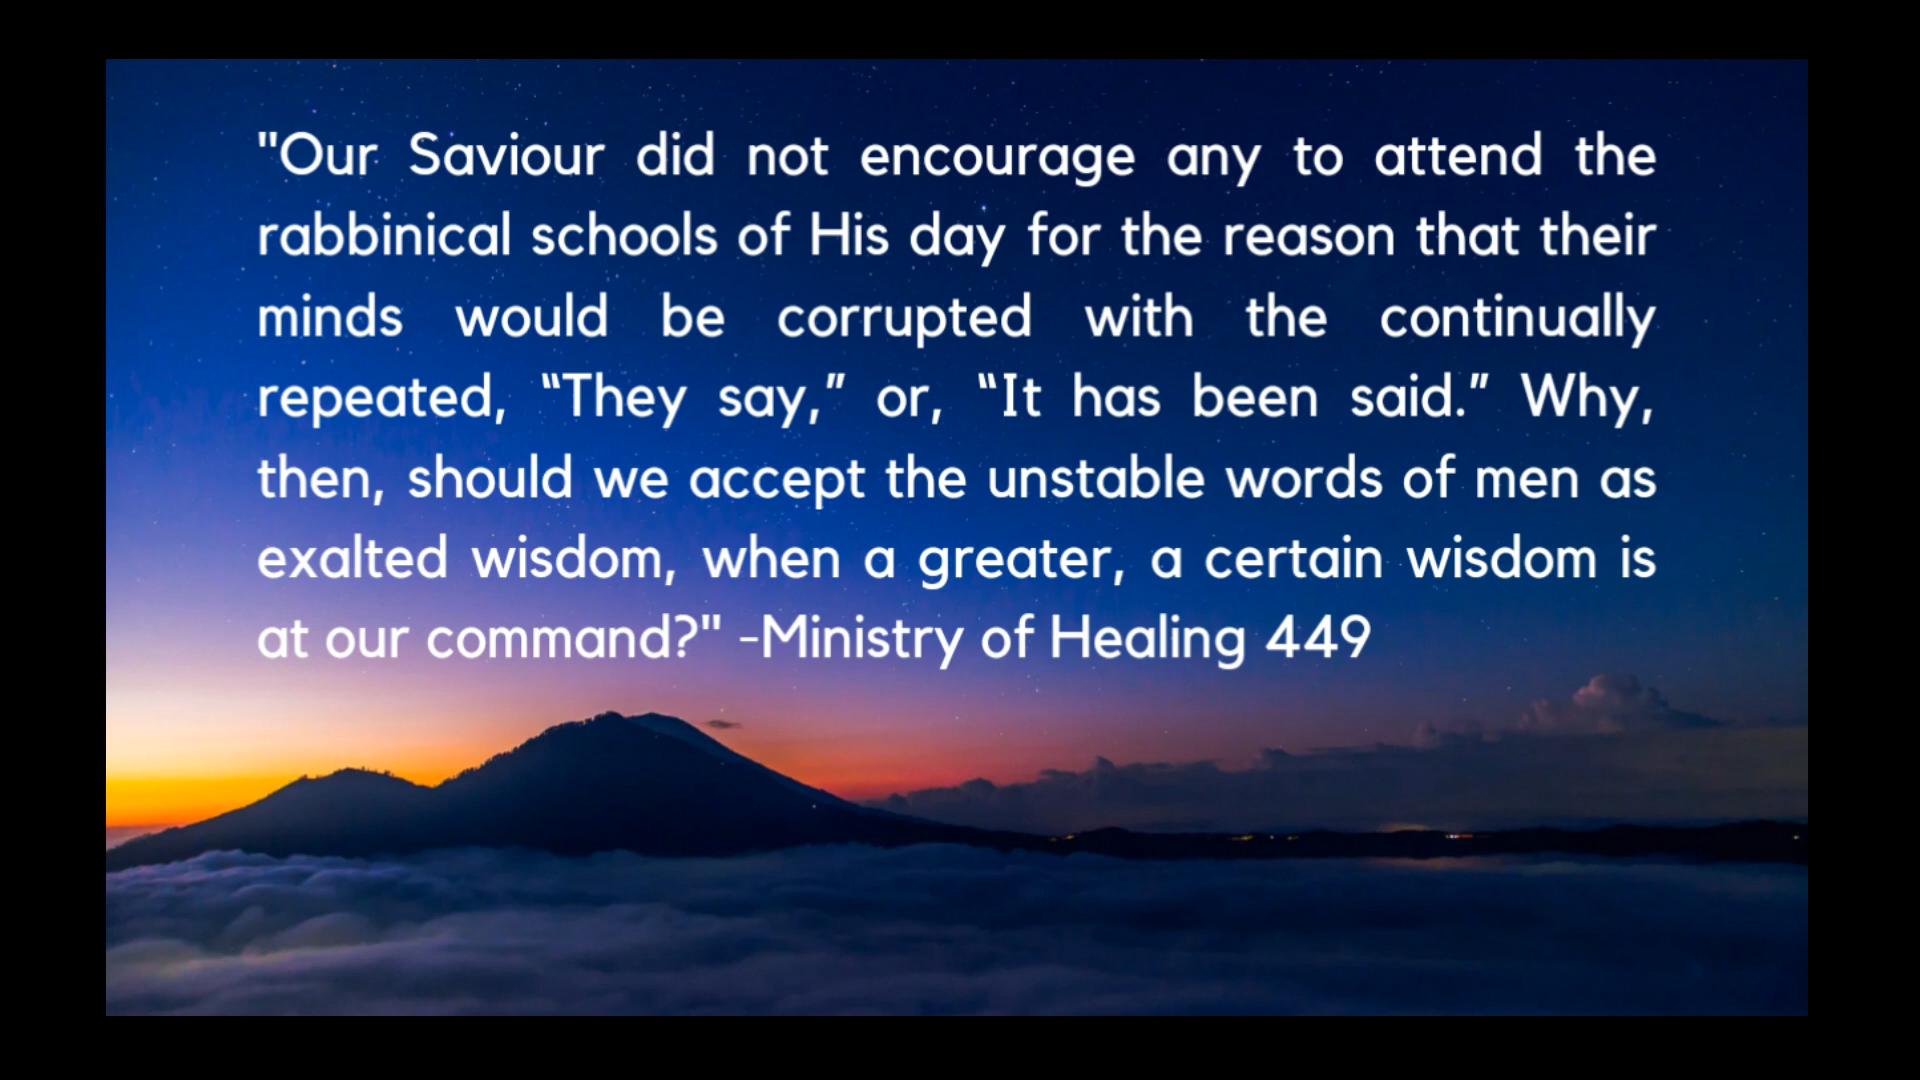 "Our Saviour did not encourage any to attend the
rabbinical schools of His day for the reason that their
minds would be corrupted with the continually
repeated, “They say,” or, “It has been said.” Why,
then, should we accept the unstable words of men as
exalted wisdom, when a greater, a certain wisdom is
at our command?" -Ministry of Healing 449